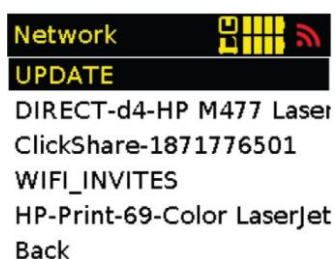 Network
UPDATE
DIRECT-d4-HP M477 Laser
ClickShare-1871776501
WIFI_INVITES
HP-Print-69-Color LaserJet
Back